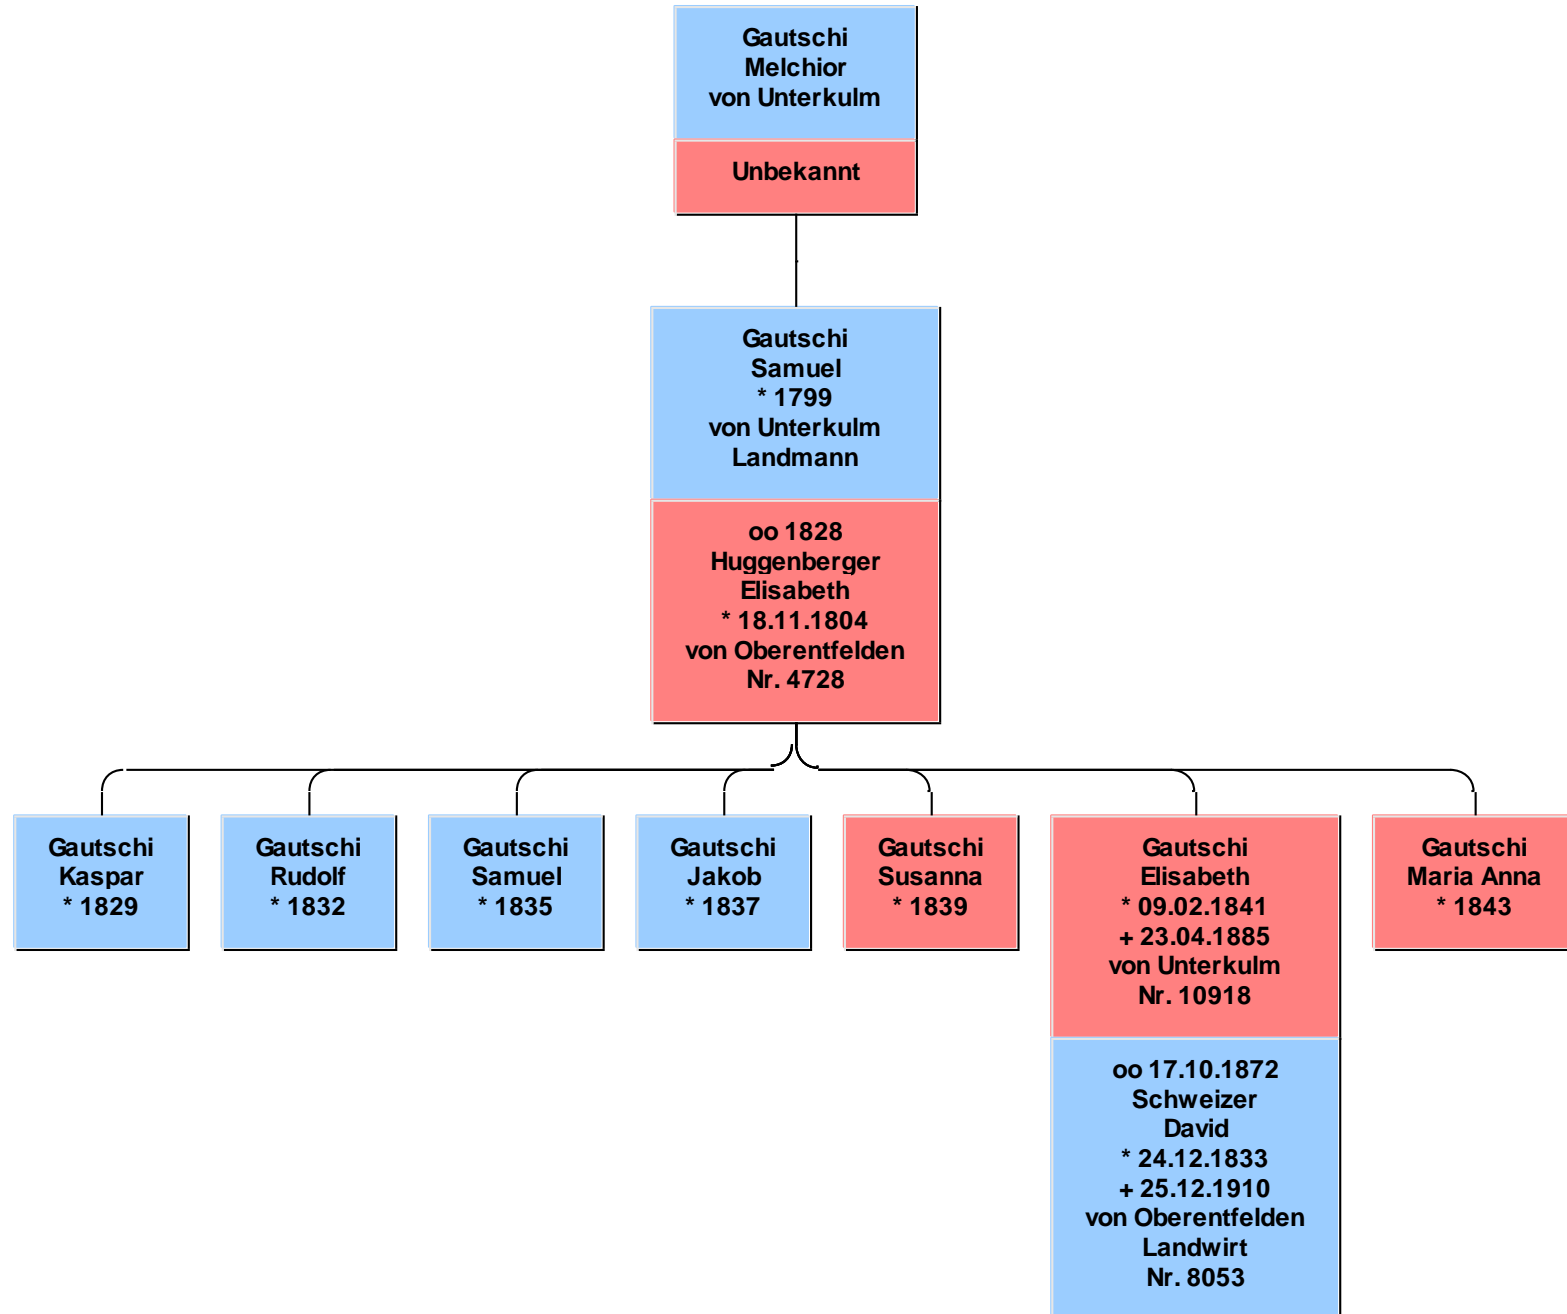 Gautschi
Melchior
von Unterkulm
Unbekannt
Gautschi
Samuel
* 1799
von Unterkulm
Landmann
oo 1828
Huggenberger
Elisabeth
* 18.11.1804
von Oberentfelden
Nr. 4728
Gautschi
Kaspar
* 1829
Gautschi
Rudolf
* 1832
Gautschi
Samuel
* 1835
Gautschi
Jakob
* 1837
Gautschi
Susanna
* 1839
Gautschi
Elisabeth
* 09.02.1841
+ 23.04.1885
von Unterkulm
Nr. 10918
oo 17.10.1872
Schweizer
David
* 24.12.1833
+ 25.12.1910
von Oberentfelden
Landwirt
Nr. 8053
Gautschi
Maria Anna
* 1843